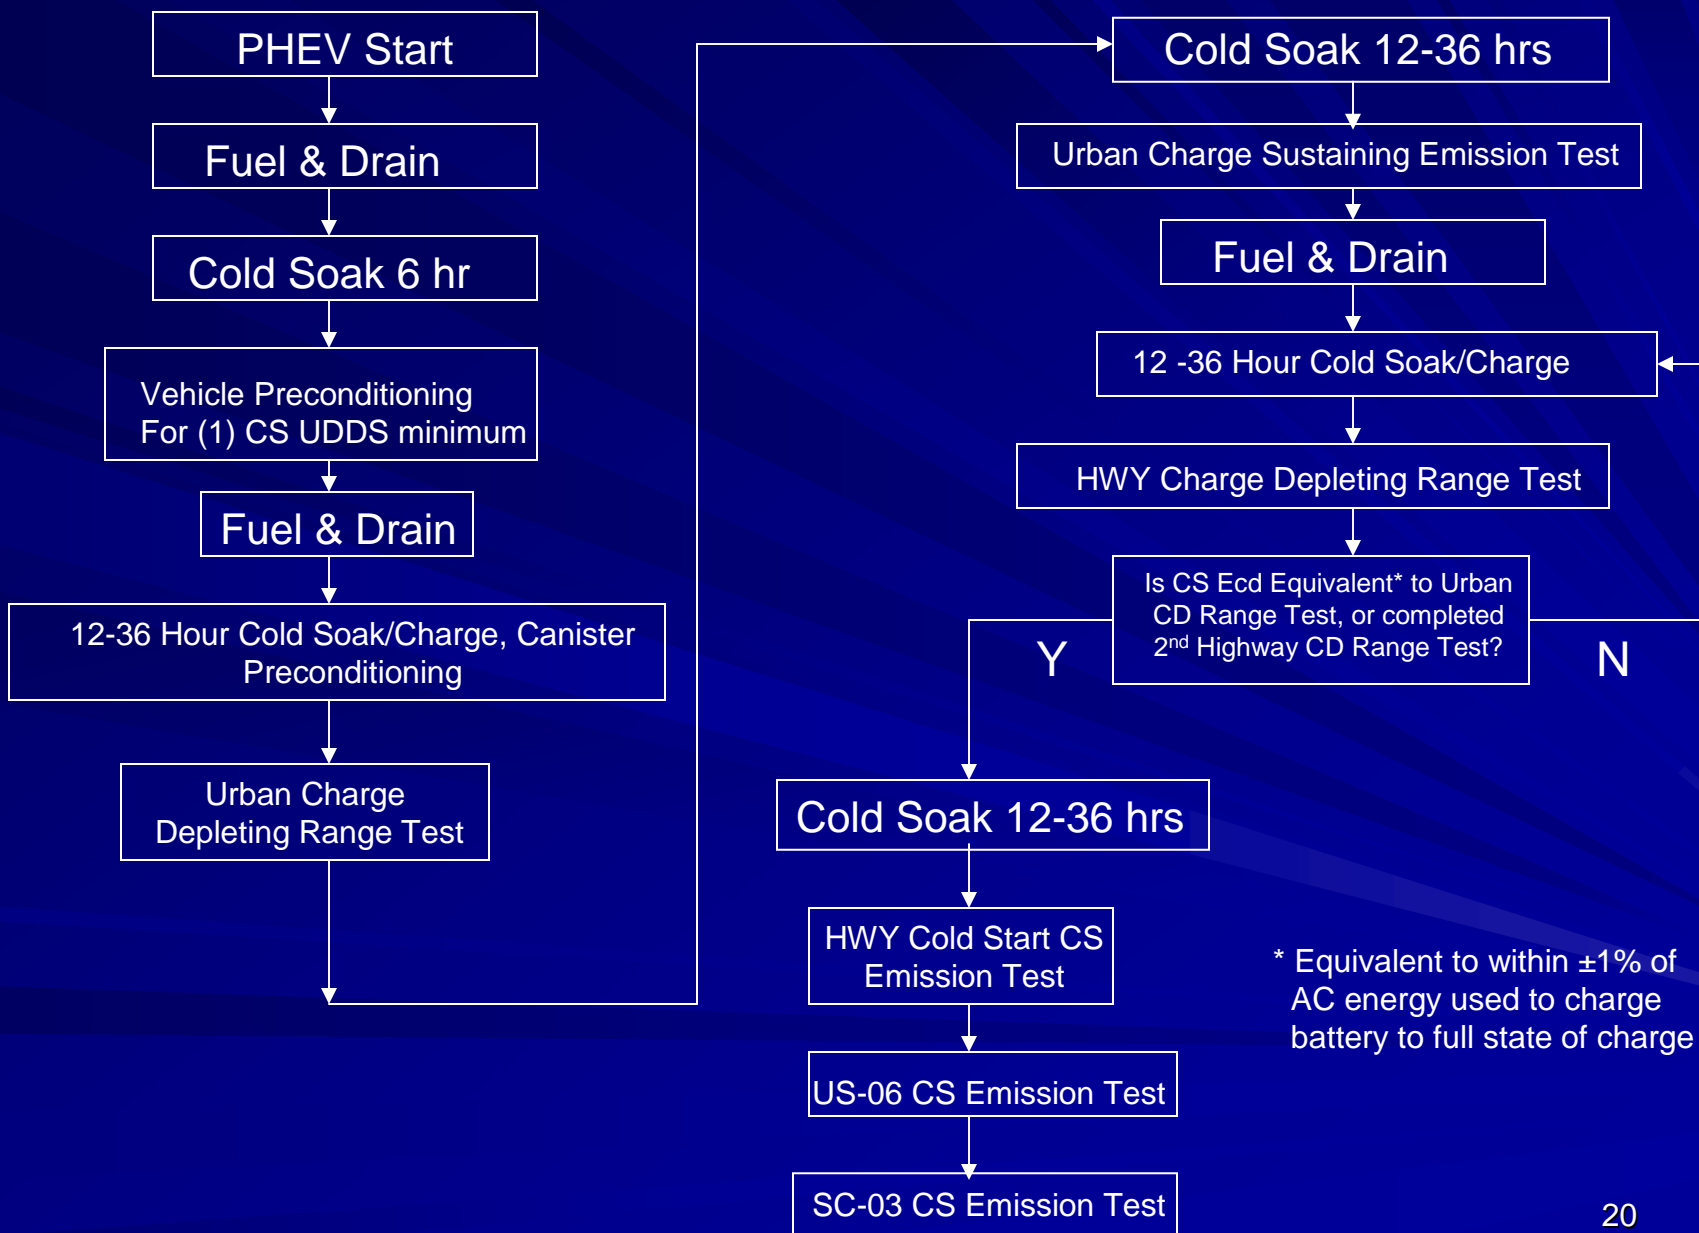 PHEV Start
Fuel & Drain
Cold Soak 6 hr
Vehicle Preconditioning
For (1) CS UDDS minimum
Fuel & Drain
12-36 Hour Cold Soak/Charge, Canister
Preconditioning
Urban Charge
Depleting Range Test
Cold Soak 12-36 hrs
Urban Charge Sustaining Emission Test
Fuel & Drain
12 -36 Hour Cold Soak/Charge
HWY Charge Depleting Range Test
Is CS Ecd Equivalent* to Urban
CD Range Test, or completed
2nd Highway CD Range Test?
Y
N
Cold Soak 12-36 hrs
HWY Cold Start CS
Emission Test
US-06 CS Emission Test
SC-03 CS Emission Test
* Equivalent to within ±1% of
AC energy used to charge
battery to full state of charge
20